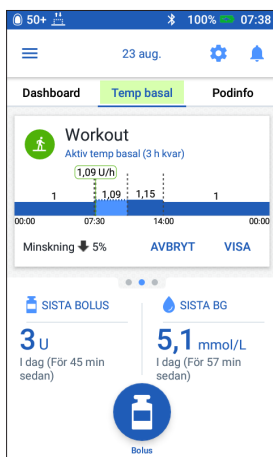 50+ 100% 07:38
23 aug.
Dashboard Temp basal Podinfo
Workout
Aktiv temp basal (3 h kvar)
1,09 U/h
1 1,09 1,15 1
00:00 07:30 14:00 00:00
Minskning 5% AVBRYT VISA
SISTA BOLUS SISTA BG
3 U 5,1 mmol/L
I dag (För 45 min I dag (För 57 min
sedan) sedan)
Bolus